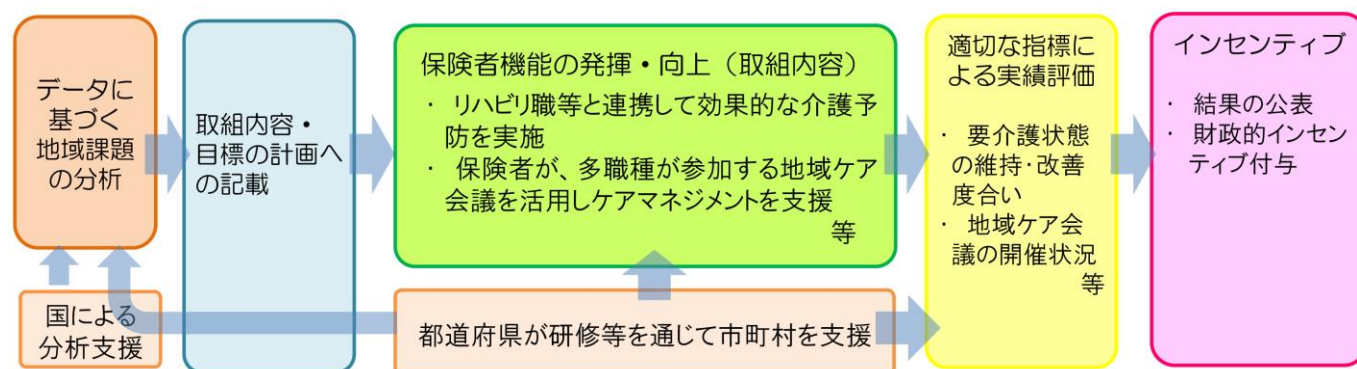 データに
基づく
地域課題
の分析
取組内容・
目標の計画へ
の記載
保険者機能の発揮・向上（取組内容）
・ リハビリ職等と連携して効果的な介護予
防を実施
・ 保険者が、多職種が参加する地域ケア
会議を活用しケアマネジメントを支援
等
適切な指標に
よる実績評価
・ 要介護状態
の維持・改善
度合い
・ 地域ケア会
議の開催状況
等
インセンティブ
・ 結果の公表
・ 財政的インセン
ティブ付与
国による
分析支援
都道府県が研修等を通じて市町村を支援